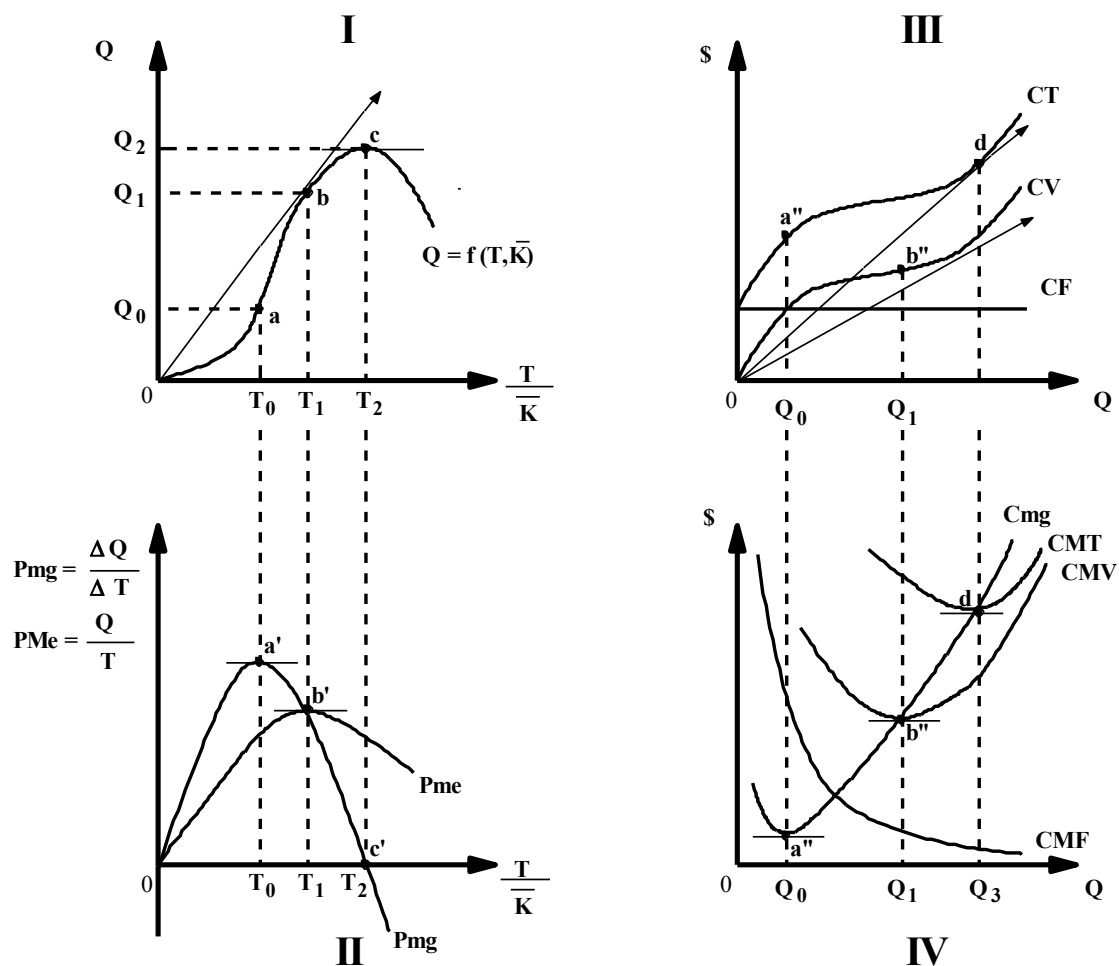 I
Q
Q2
c
Q1
b
Q = f (T, K̅)
Q0
a
0
T0 T1 T2
T
K̅
III
$
CT
d
CV
a"
b"
CF
0
Q0 Q1 Q
Pmg = ΔQ
ΔT
PMe = Q
T
a'
b'
Pme
c'
0
T0 T1 T2
T
K̅
Pmg
II
$
Cmg
CMT
CMV
d
b"
a"
CMF
0
Q0 Q1 Q3 Q
IV